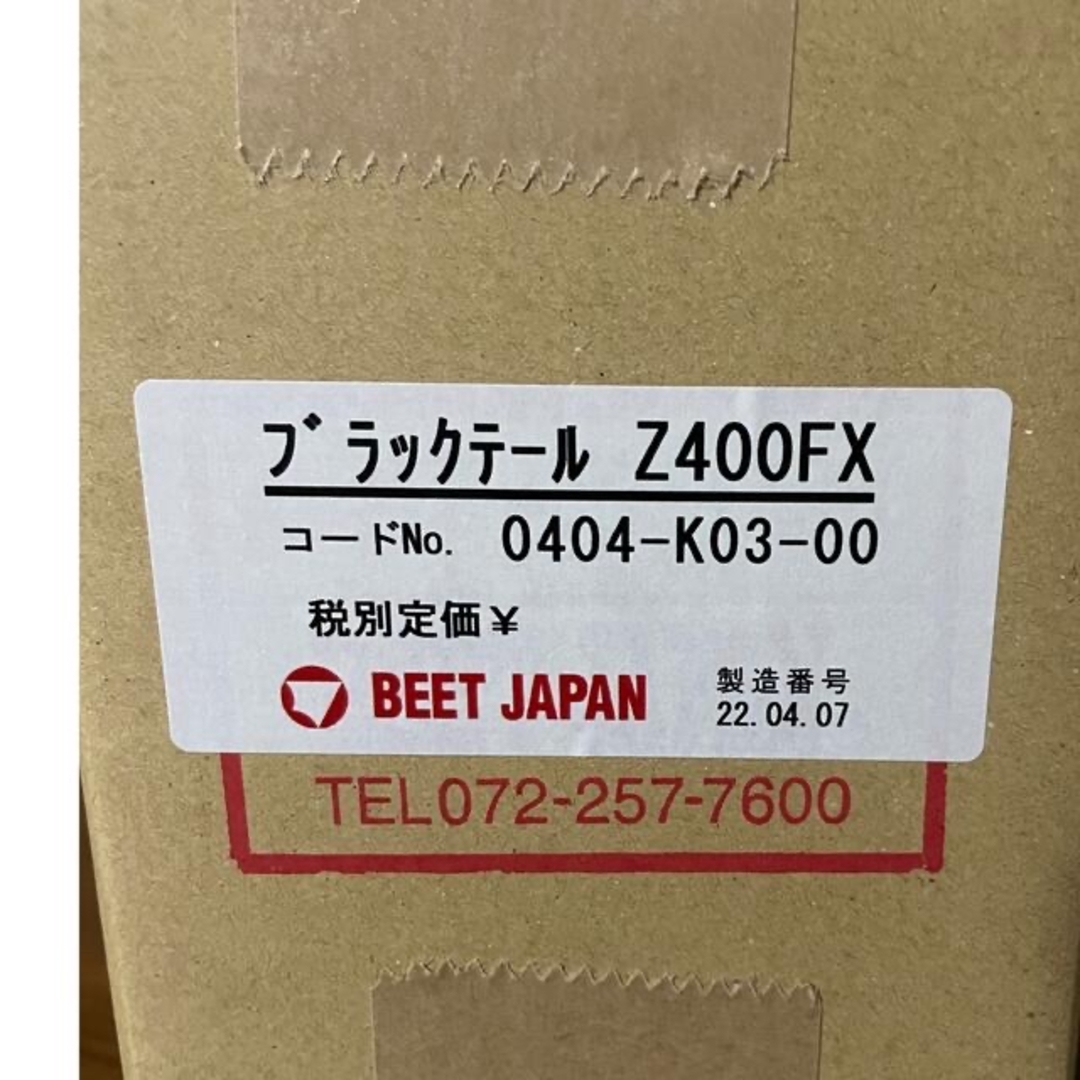 ブラックテール Z400FX
コードNo. 0404-K03-00
税別定価¥
BEET JAPAN
製造番号
22.04.07
TEL072-257-7600